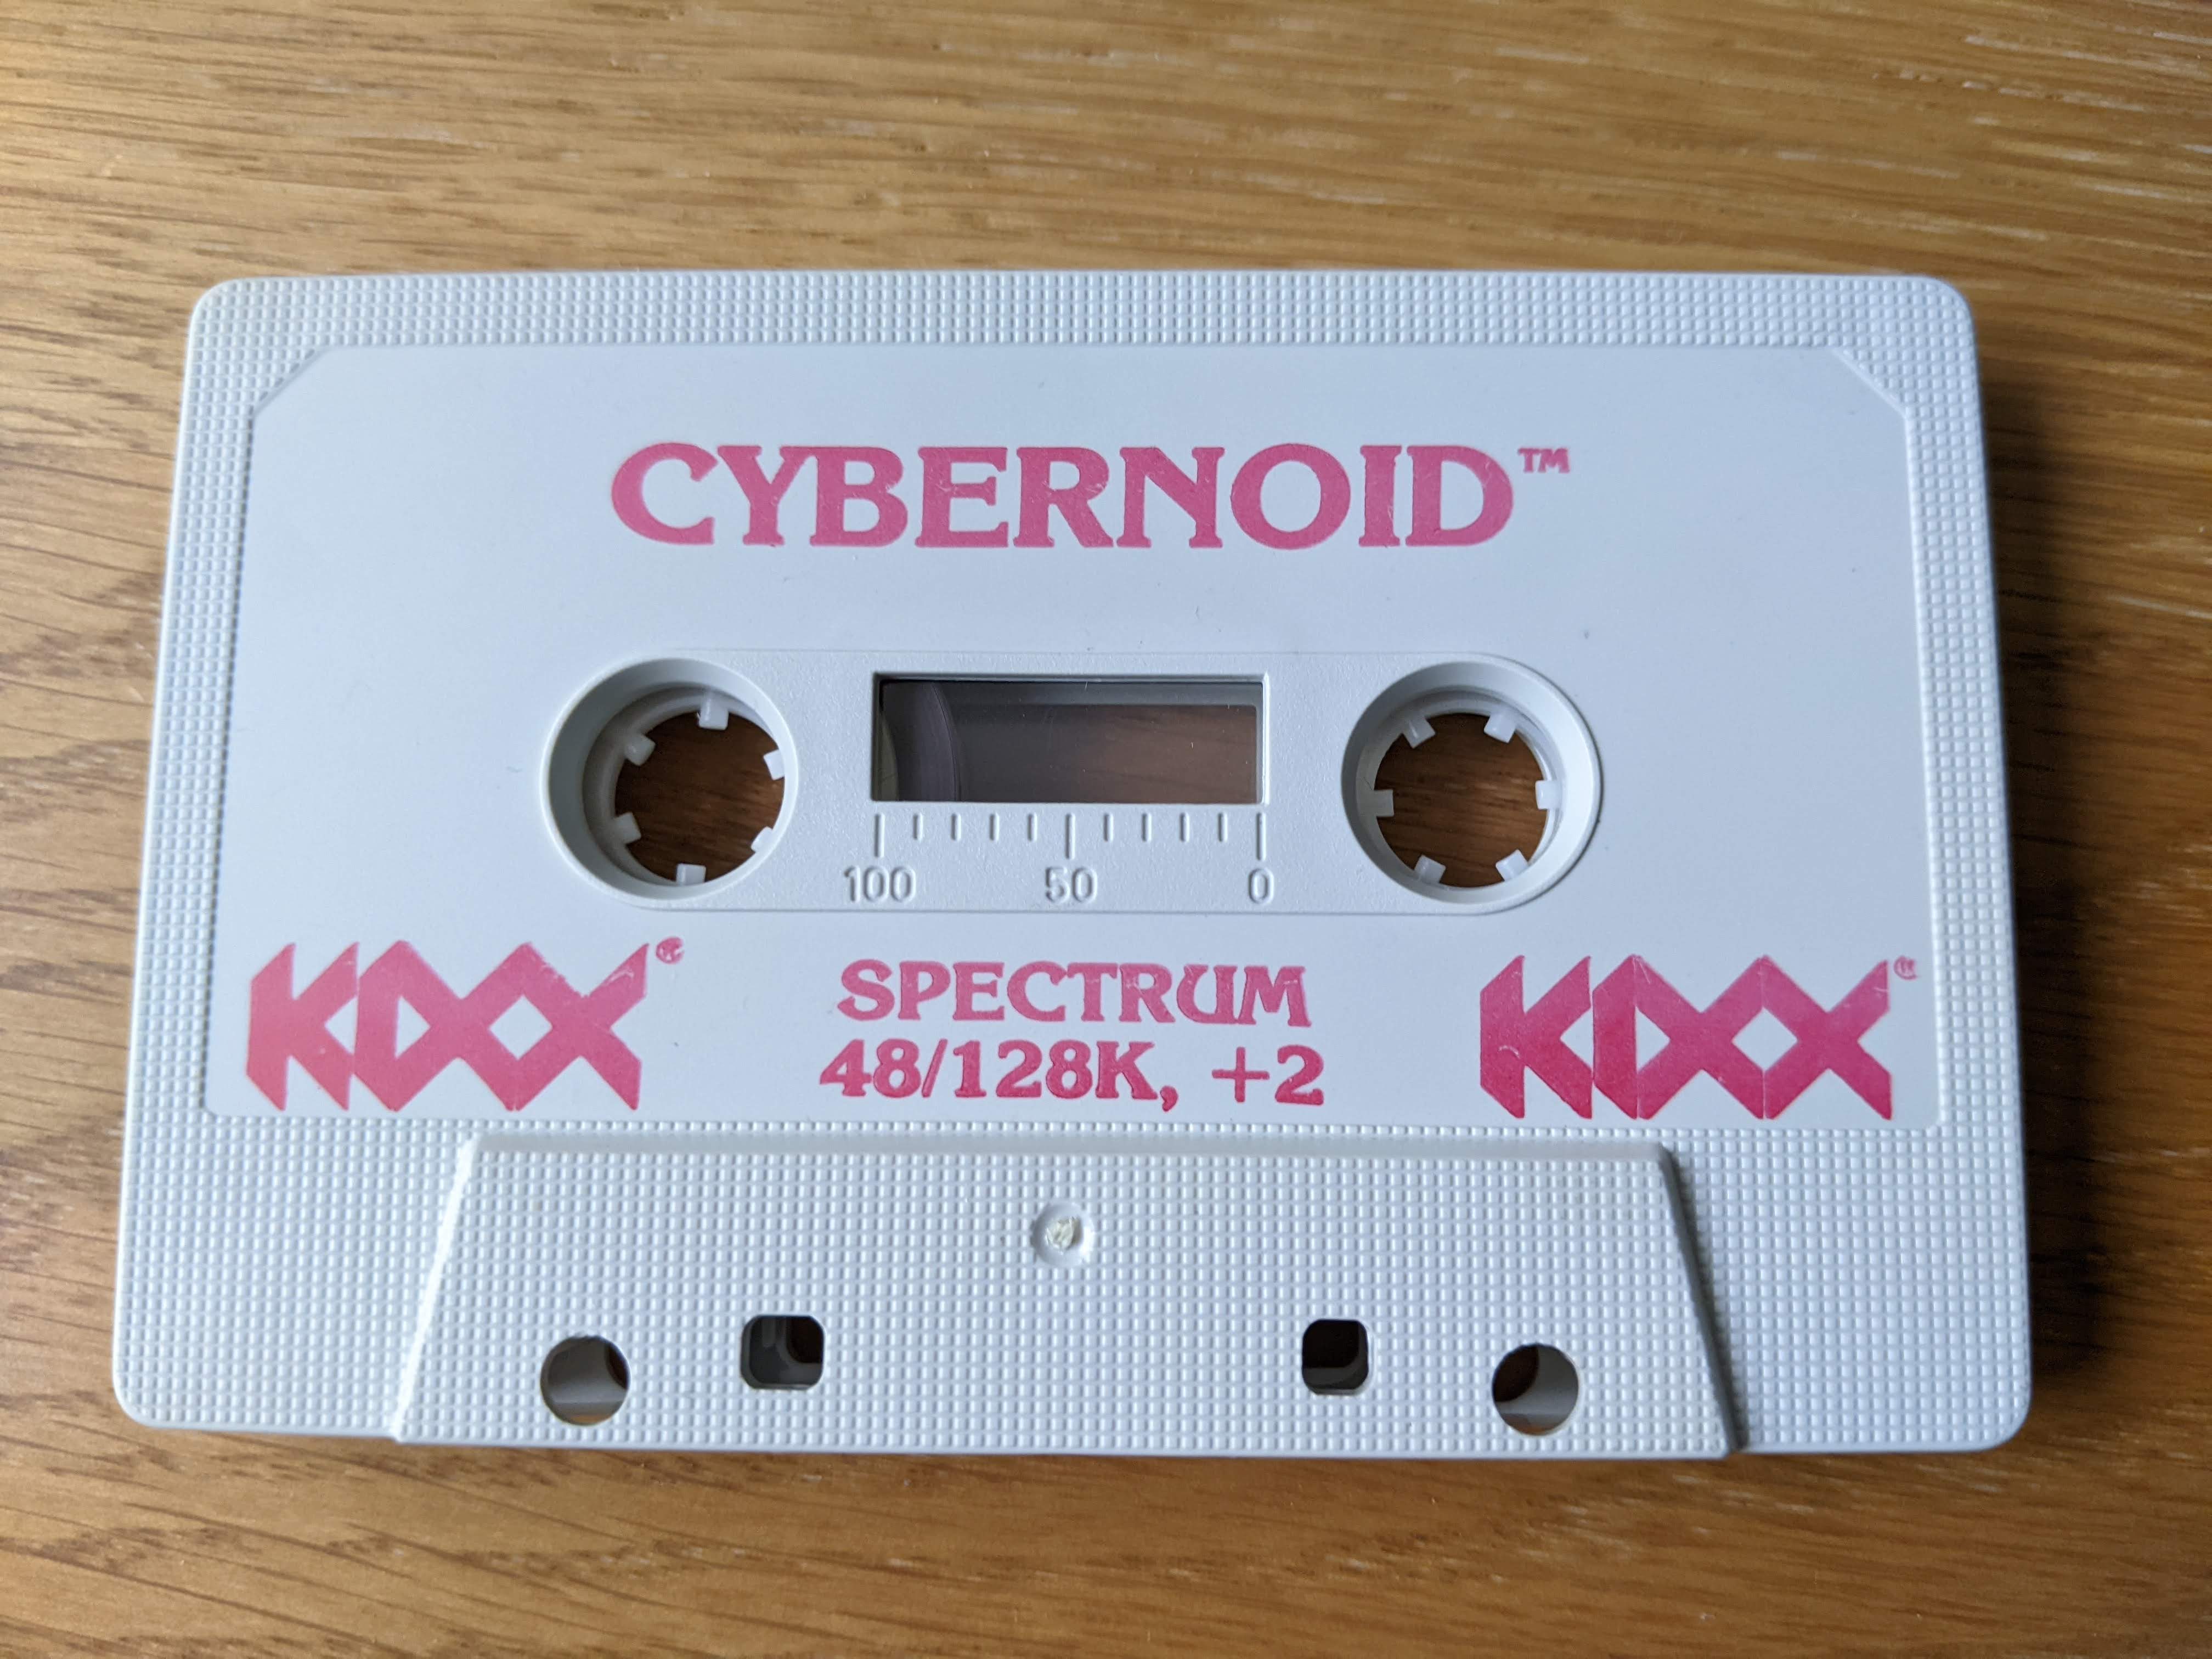 CYBERNOID™
100 50 0
KIXX® SPECTRUM KIXX®
48/128K, +2